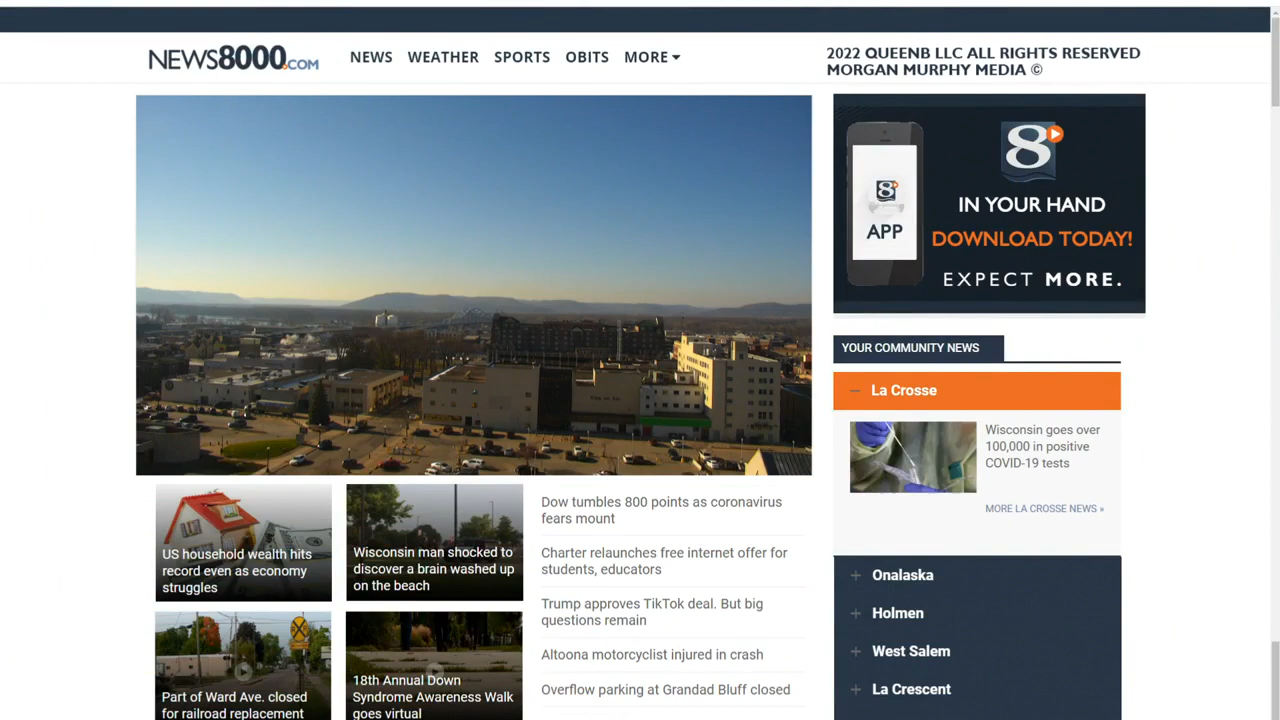 NEWS8000.COM
NEWS
WEATHER
SPORTS
OBITS
MORE
2022 QUEENB LLC ALL RIGHTS RESERVED
MORGAN MURPHY MEDIA ©
8
APP
8
IN YOUR HAND
DOWNLOAD TODAY!
EXPECT MORE.
US household wealth hits
record even as economy
struggles
Wisconsin man shocked to
discover a brain washed up
on the beach
Part of Ward Ave. closed
for railroad replacement
18th Annual Down
Syndrome Awareness Walk
goes virtual
Dow tumbles 800 points as coronavirus
fears mount
Charter relaunches free internet offer for
students, educators
Trump approves TikTok deal. But big
questions remain
Altoona motorcyclist injured in crash
Overflow parking at Grandad Bluff closed
YOUR COMMUNITY NEWS
La Crosse
Wisconsin goes over
100,000 in positive
COVID-19 tests
MORE LA CROSSE NEWS »
Onalaska
Holmen
West Salem
La Crescent